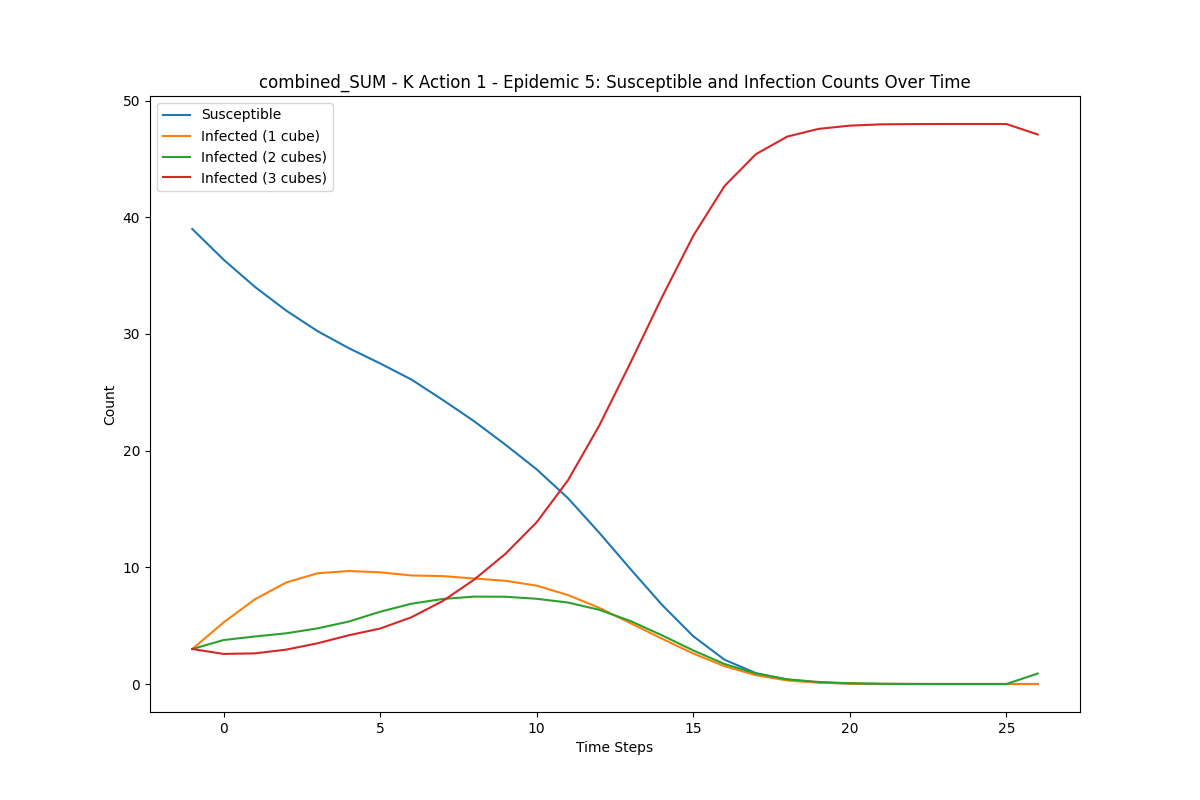 combined_SUM - K Action 1 - Epidemic 5: Susceptible and Infection Counts Over Time
Susceptible
Infected (1 cube)
Infected (2 cubes)
Infected (3 cubes)
50
40
30
20
10
0
Count
0 5 10 15 20 25
Time Steps